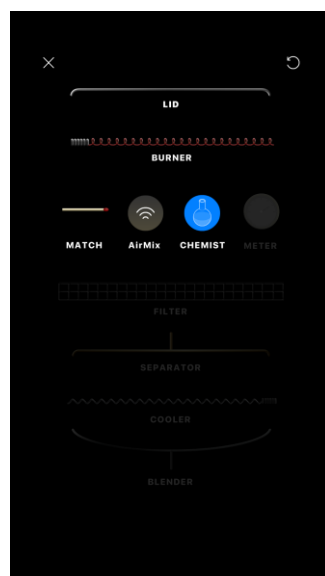 LID
BURNER
MATCH AirMix CHEMIST METER
FILTER
SEPARATOR
COOLER
BLENDER